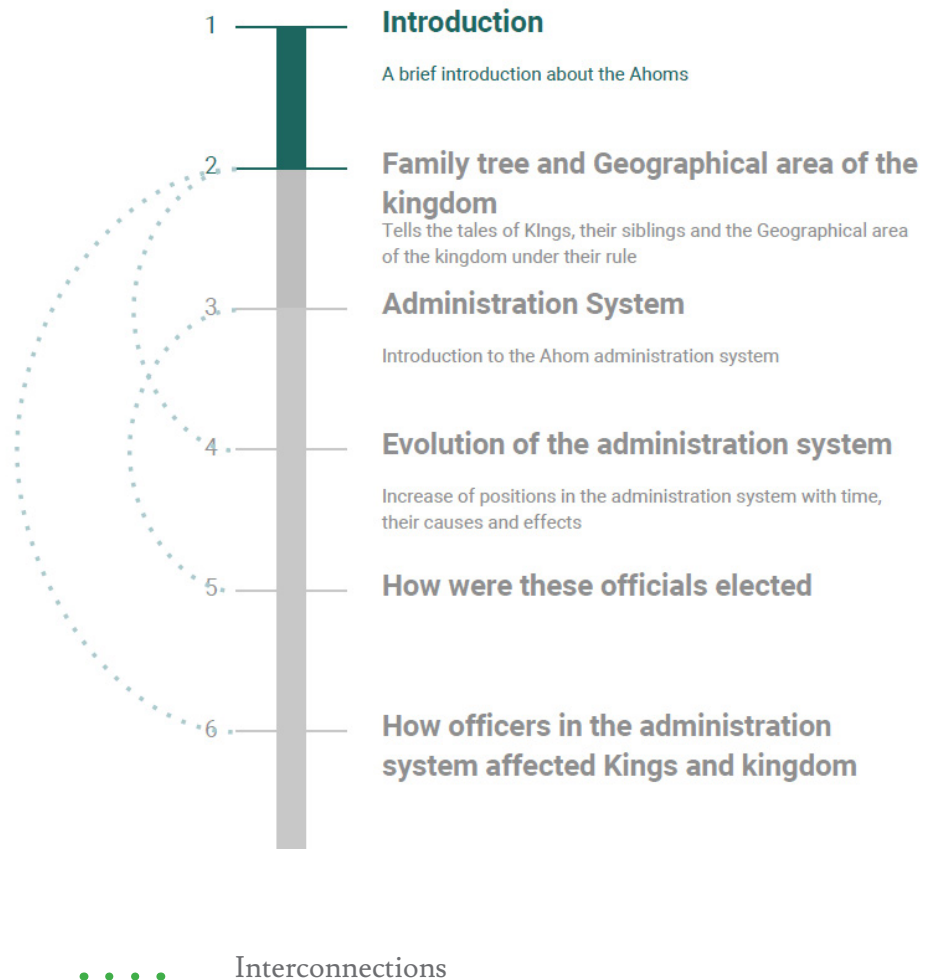 1
Introduction
A brief introduction about the Ahoms
2
Family tree and Geographical area of the
kingdom
Tells the tales of KIngs, their siblings and the Geographical area
of the kingdom under their rule
3
Administration System
Introduction to the Ahom administration system
4
Evolution of the administration system
Increase of positions in the administration system with time,
their causes and effects
5
How were these officials elected
6
How officers in the administration
system affected Kings and kingdom
Interconnections